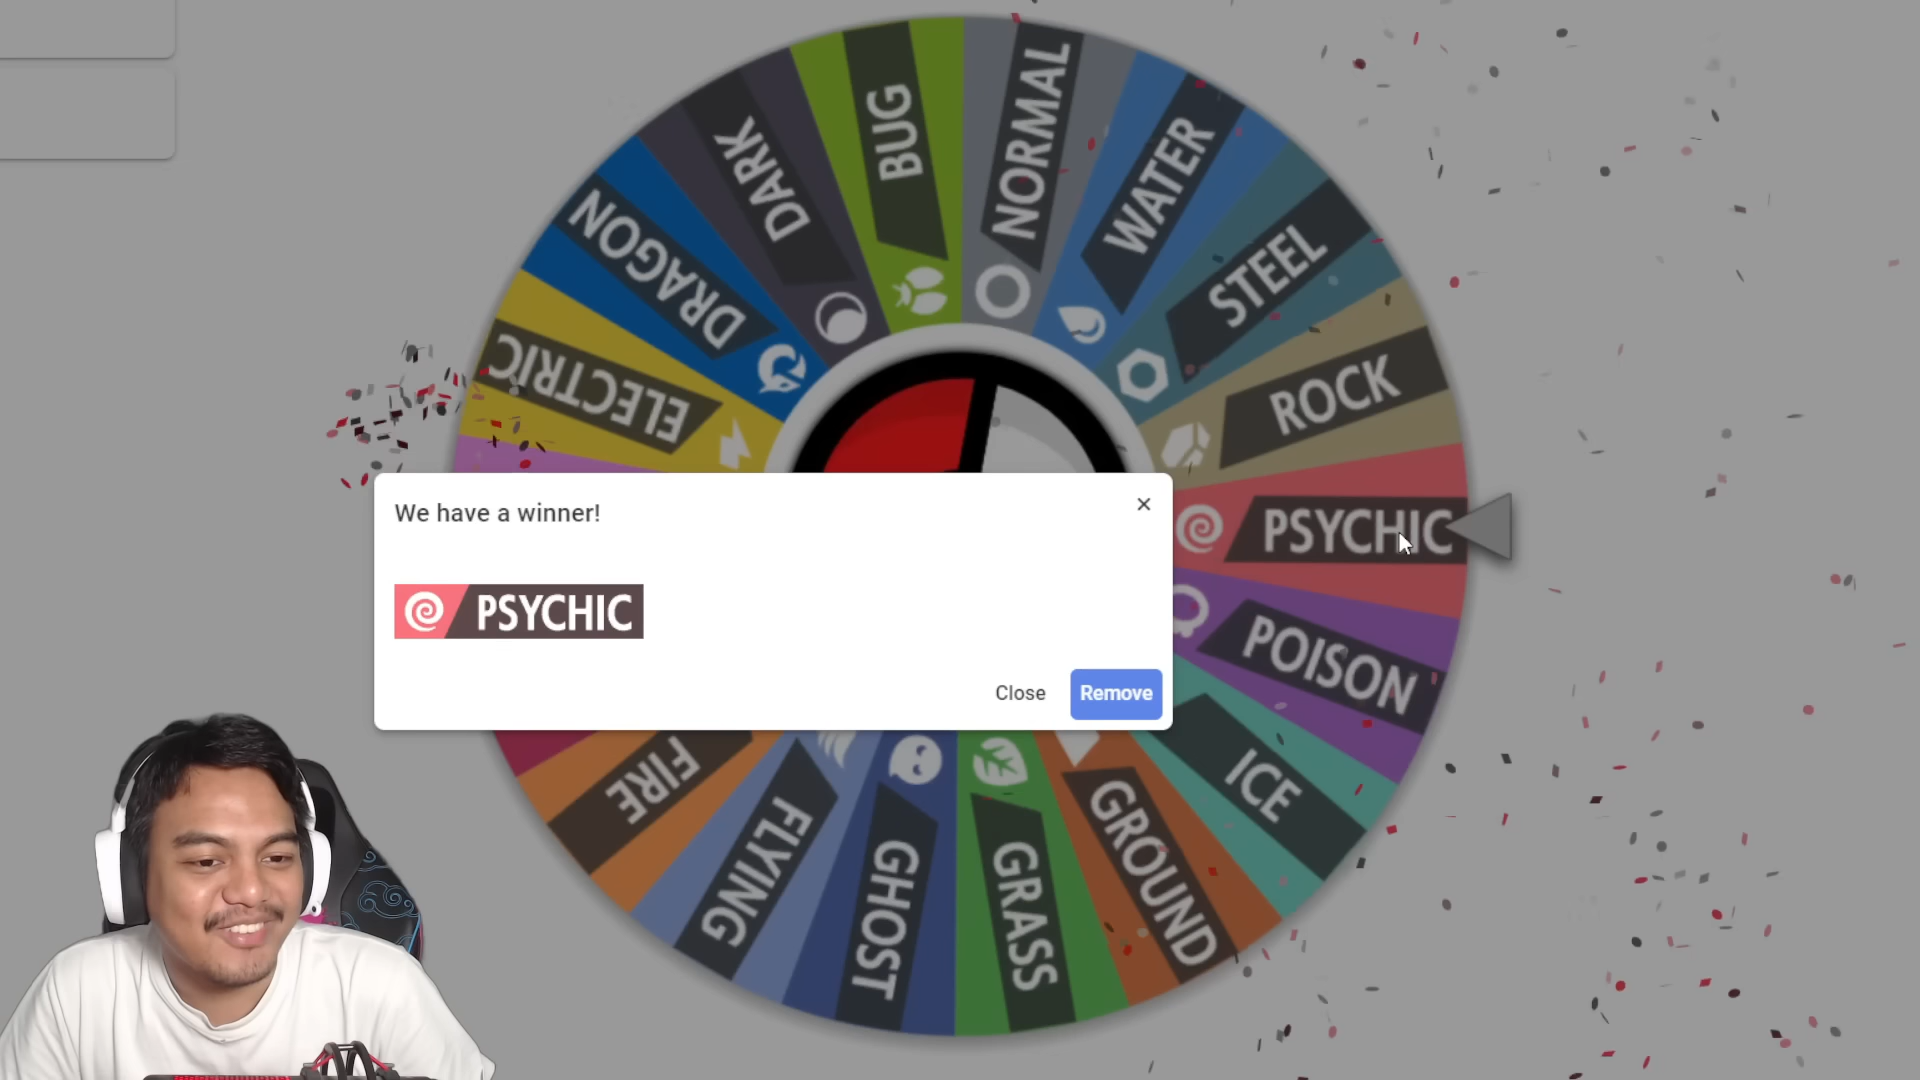 BUG
NORMAL
DARK
WATER
DRAGON
STEEL
ELECTRIC
ROCK
We have a winner!
×
PSYCHIC
PSYCHIC
POISON
Close
Remove
FIRE
ICE
FLYING
GHOST
GRASS
GROUND